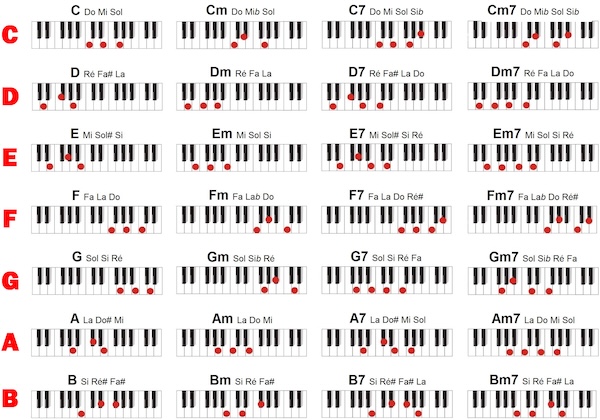 C
C Do Mi Sol
Cm Do Mib Sol
C7 Do Mi Sol Sib
Cm7 Do Mib Sol Sib
D
D Ré Fa# La
Dm Ré Fa La
D7 Ré Fa# La Do
Dm7 Ré Fa La Do
E
E Mi Sol# Si
Em Mi Sol Si
E7 Mi Sol# Si Ré
Em7 Mi Sol Si Ré
F
F Fa La Do
Fm Fa Lab Do
F7 Fa La Do Ré#
Fm7 Fa Lab Do Ré#
G
G Sol Si Ré
Gm Sol Sib Ré
G7 Sol Si Ré Fa
Gm7 Sol Sib Ré Fa
A
A La Do# Mi
Am La Do Mi
A7 La Do# Mi Sol
Am7 La Do Mi Sol
B
B Si Ré# Fa#
Bm Si Ré Fa#
B7 Si Ré# Fa# La
Bm7 Si Ré Fa# La